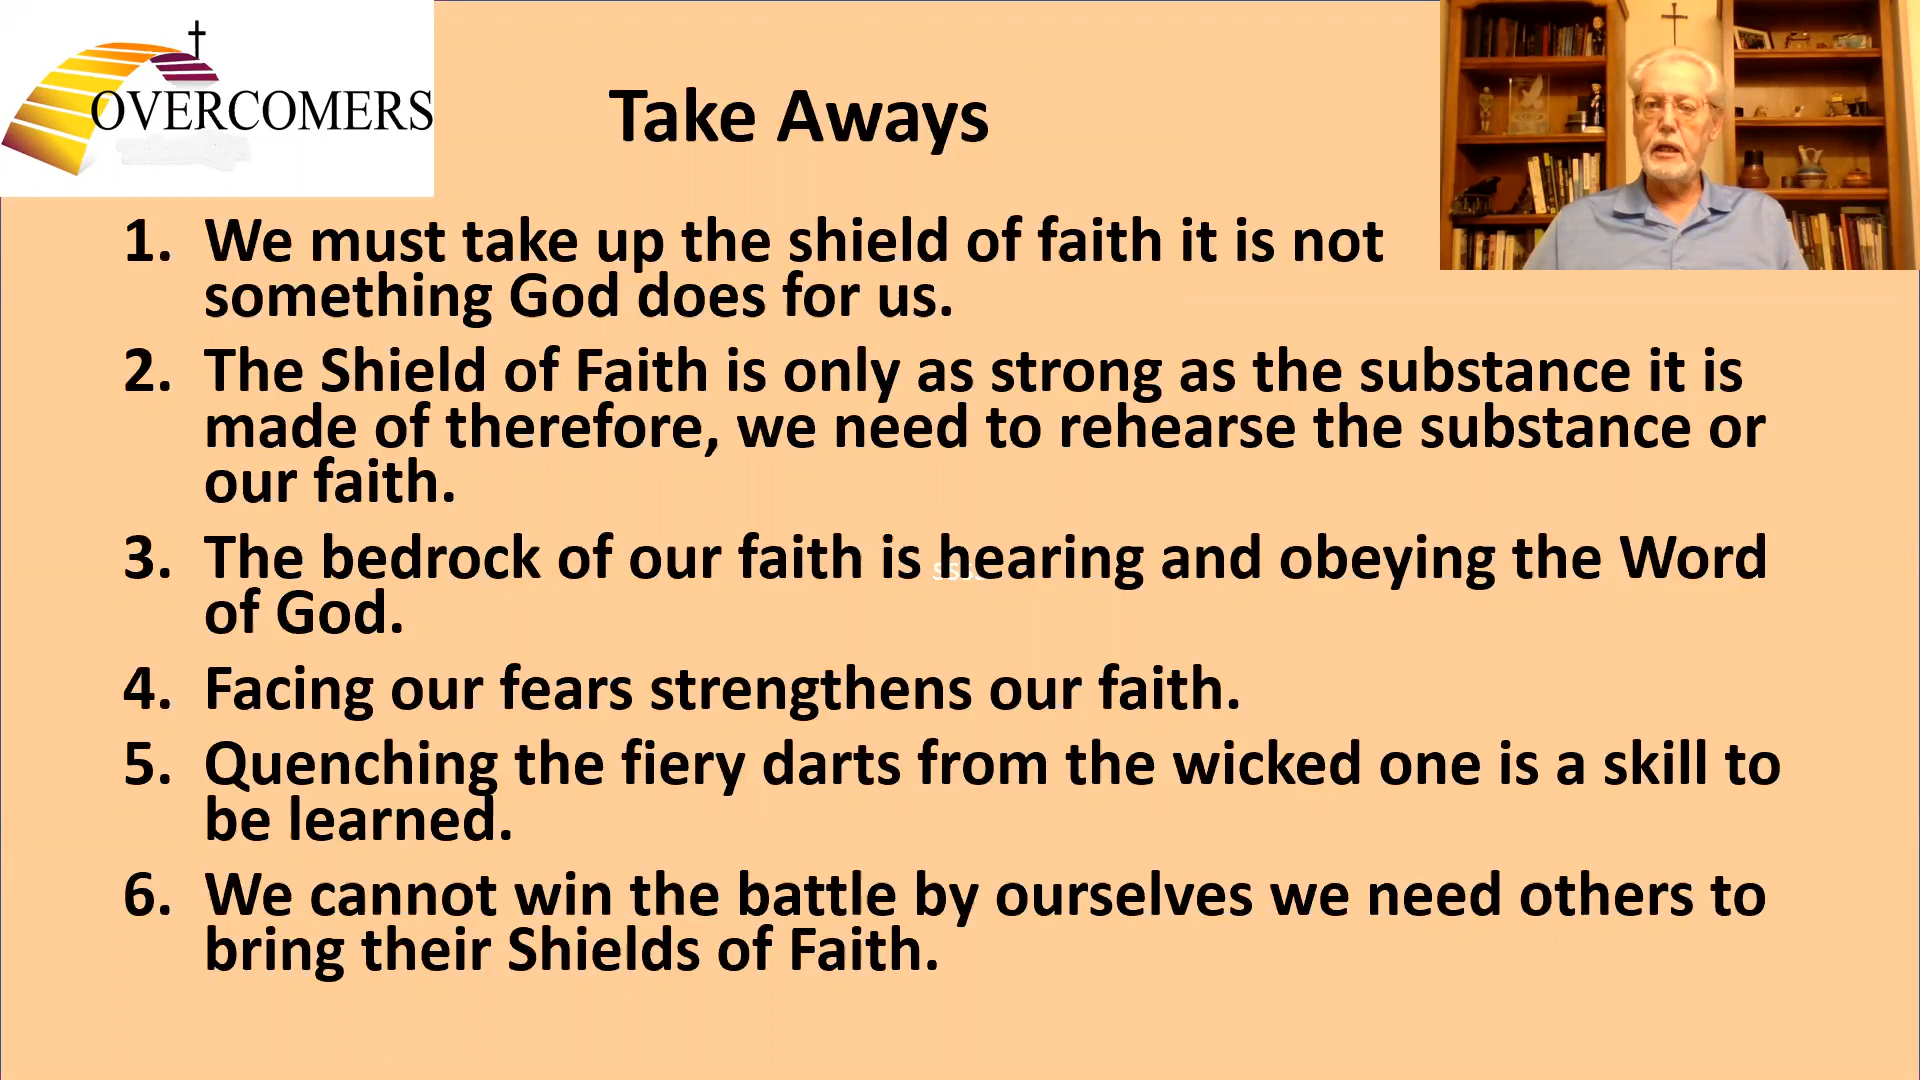 OVERCOMERS
Take Aways
1. We must take up the shield of faith it is not
something God does for us.
2. The Shield of Faith is only as strong as the substance it is
made of therefore, we need to rehearse the substance or
our faith.
3. The bedrock of our faith is hearing and obeying the Word
of God.
4. Facing our fears strengthens our faith.
5. Quenching the fiery darts from the wicked one is a skill to
be learned.
6. We cannot win the battle by ourselves we need others to
bring their Shields of Faith.